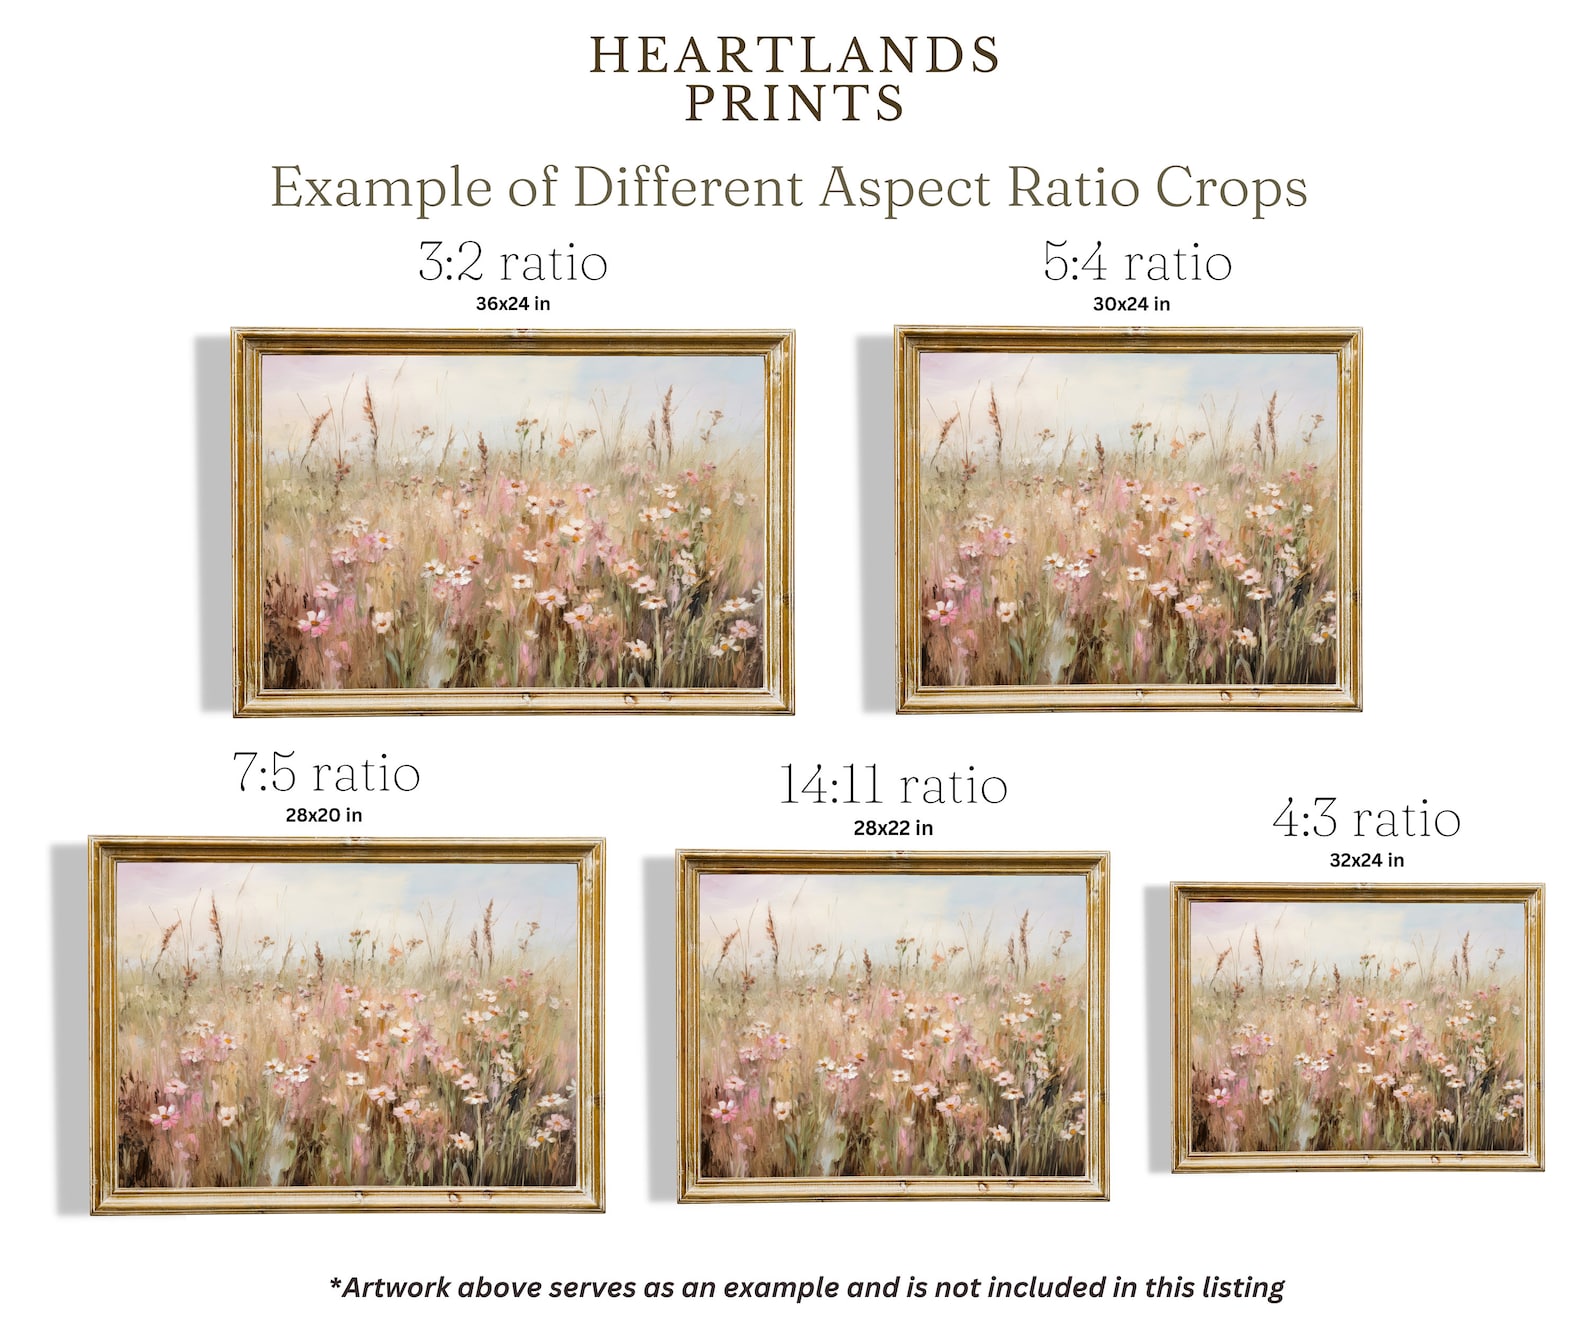 HEARTLANDS
PRINTS
Example of Different Aspect Ratio Crops
3:2 ratio
36x24 in
5:4 ratio
30x24 in
7:5 ratio
28x20 in
14:11 ratio
28x22 in
4:3 ratio
32x24 in
*Artwork above serves as an example and is not included in this listing